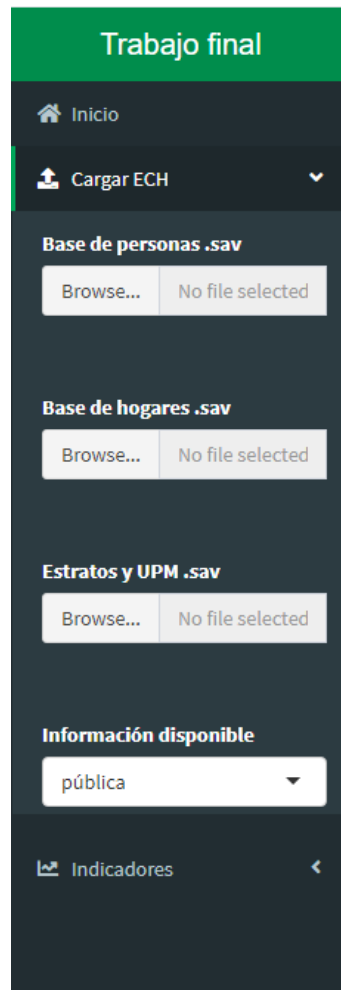 Trabajo final
Inicio
Cargar ECH
Base de personas .sav
Browse... No file selected
Base de hogares .sav
Browse... No file selected
Estratos y UPM .sav
Browse... No file selected
Información disponible
pública
Indicadores